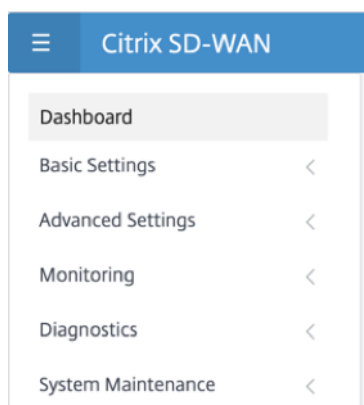 Citrix SD-WAN
Dashboard
Basic Settings
Advanced Settings
Monitoring
Diagnostics
System Maintenance